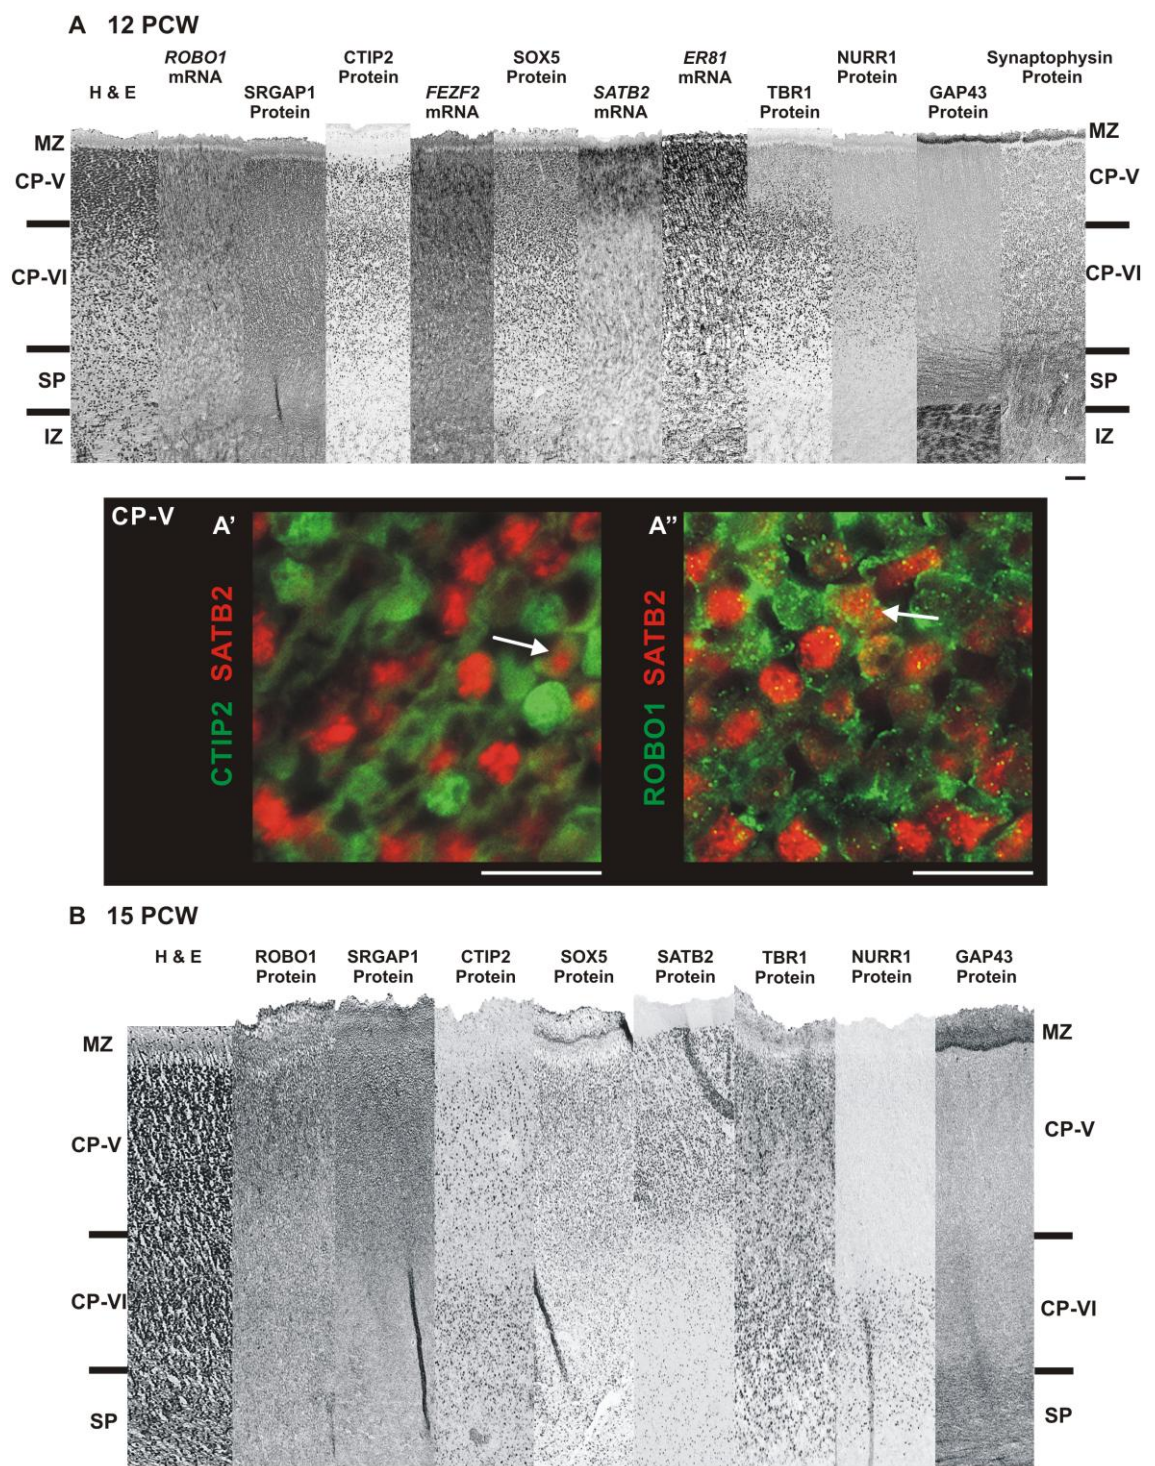 A 12 PCW
H & E
ROBO1
mRNA
SRGAP1
Protein
CTIP2
Protein
FEZF2
mRNA
SOX5
Protein
SATB2
mRNA
ER81
mRNA
TBR1
Protein
NURR1
Protein
GAP43
Protein
Synaptophysin
Protein
MZ
CP-V
CP-VI
SP
IZ
MZ
CP-V
CP-VI
SP
IZ
CP-V
A'
CTIP2 SATB2
A"
ROBO1 SATB2
B 15 PCW
H & E
ROBO1
Protein
SRGAP1
Protein
CTIP2
Protein
SOX5
Protein
SATB2
Protein
TBR1
Protein
NURR1
Protein
GAP43
Protein
MZ
CP-V
CP-VI
SP
MZ
CP-V
CP-VI
SP